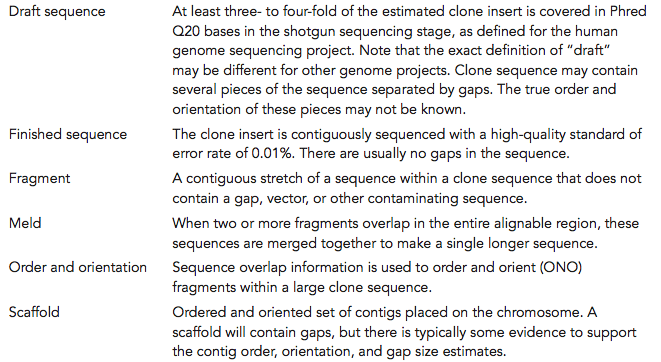 Draft sequence At least three- to four-fold of the estimated clone insert is covered in Phred
Q20 bases in the shotgun sequencing stage, as defined for the human
genome sequencing project. Note that the exact definition of “draft”
may be different for other genome projects. Clone sequence may contain
several pieces of the sequence separated by gaps. The true order and
orientation of these pieces may not be known.
Finished sequence The clone insert is contiguously sequenced with a high-quality standard of
error rate of 0.01%. There are usually no gaps in the sequence.
Fragment A contiguous stretch of a sequence within a clone sequence that does not
contain a gap, vector, or other contaminating sequence.
Meld When two or more fragments overlap in the entire alignable region, these
sequences are merged together to make a single longer sequence.
Order and orientation Sequence overlap information is used to order and orient (ONO)
fragments within a large clone sequence.
Scaffold Ordered and oriented set of contigs placed on the chromosome. A
scaffold will contain gaps, but there is typically some evidence to support
the contig order, orientation, and gap size estimates.